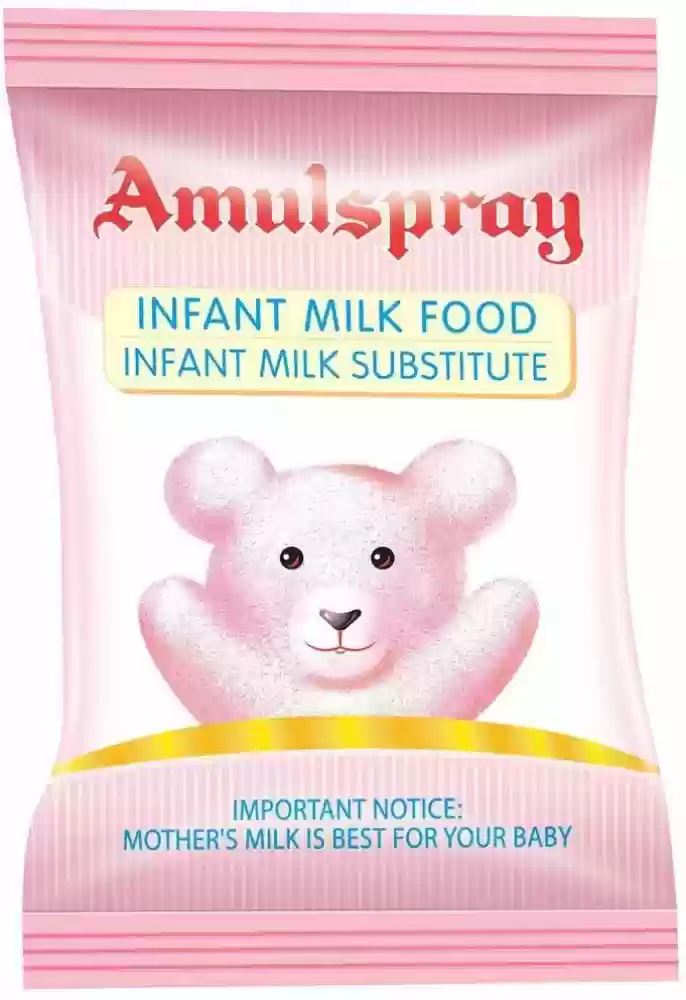 Amulspray
INFANT MILK FOOD
INFANT MILK SUBSTITUTE
IMPORTANT NOTICE:
MOTHER'S MILK IS BEST FOR YOUR BABY